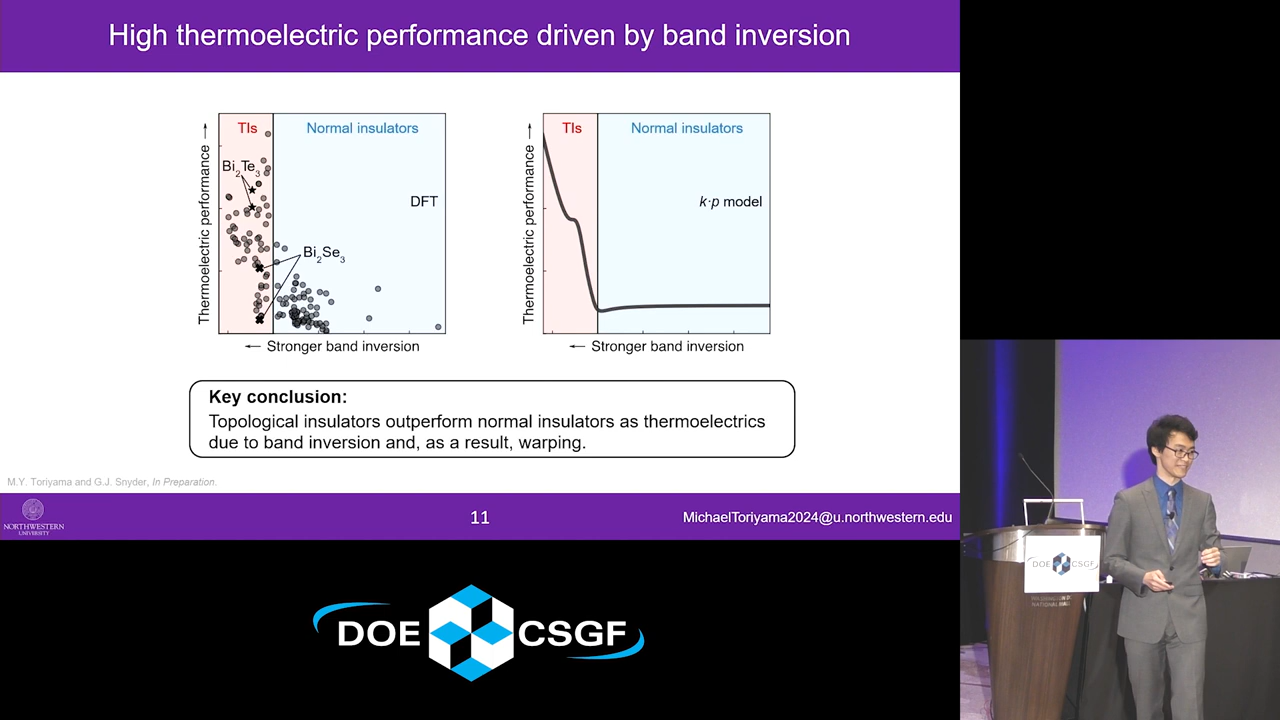 High thermoelectric performance driven by band inversion
TIs
Normal insulators
Bi2Te3
DFT
Bi2Se3
Thermoelectric performance
Stronger band inversion
TIs
Normal insulators
k·p model
Thermoelectric performance
Stronger band inversion
Key conclusion:
Topological insulators outperform normal insulators as thermoelectrics
due to band inversion and, as a result, warping.
M.Y. Toriyama and G.J. Snyder, In Preparation.
NORTHWESTERN
UNIVERSITY
11
MichaelToriyama2024@u.northwestern.edu
DOE CSGF
DOE CSGF